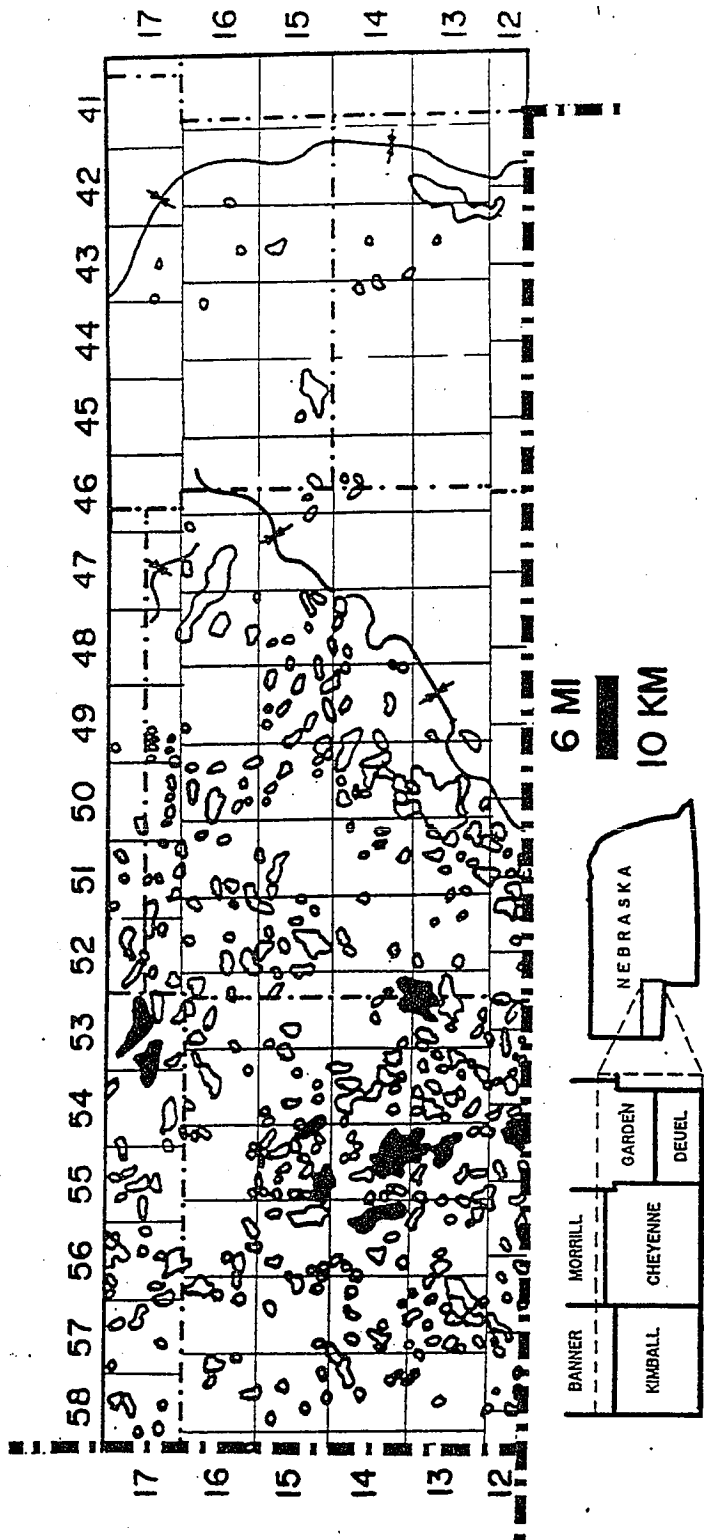 58 57 56 55 54 53 52 51 50 49 48 47 46 45 44 43 42 41
17 17
16 16
15 15
14 14
13 13
12 12
6 MI
10 KM
NEBRASKA
BANNER MORRILL
GARDEN
KIMBALL CHEYENNE
DEUEL